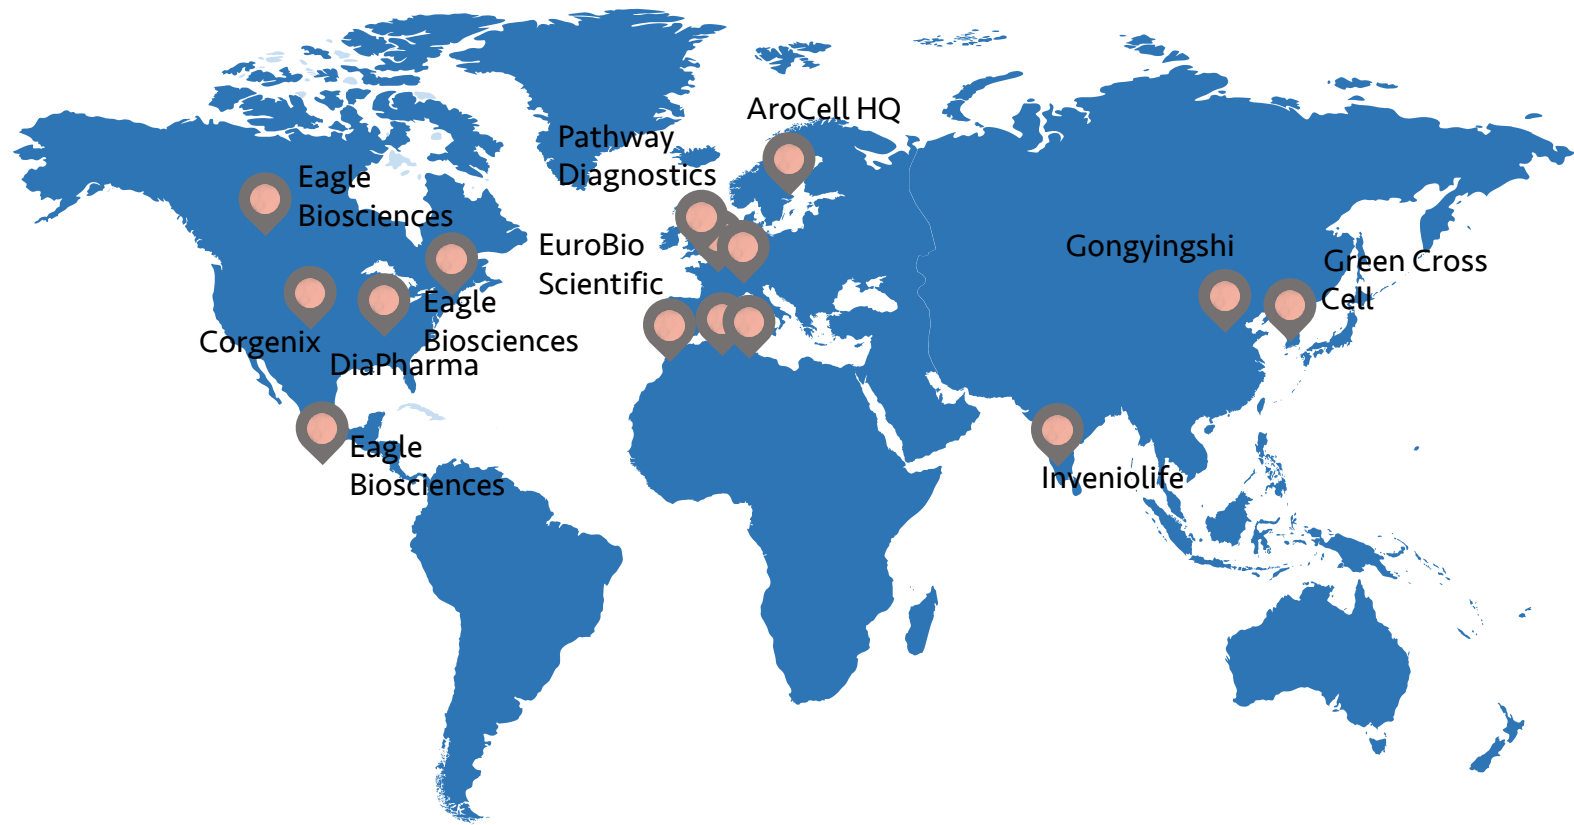 AroCell HQ
Pathway
Diagnostics
Eagle
Biosciences
EuroBio
Scientific
Gongyingshi
Green Cross
Cell
Eagle
Biosciences
Corgenix
DiaPharma
Eagle
Biosciences
Inveniolife